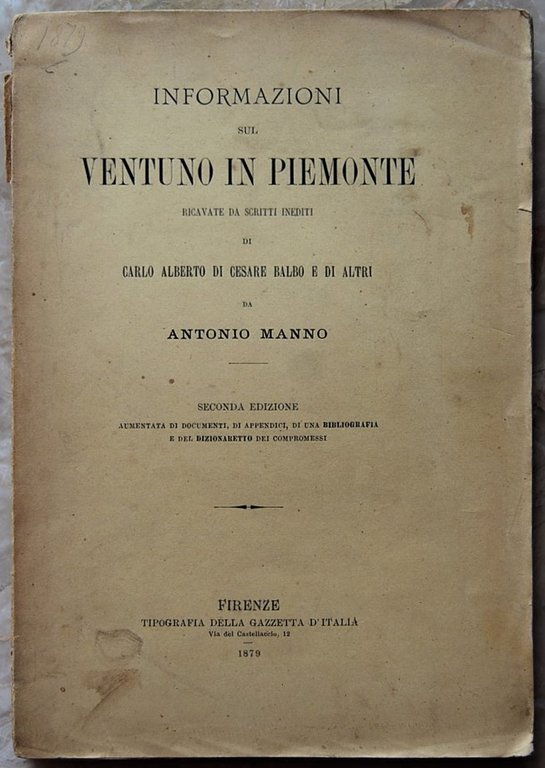 1879
INFORMAZIONI
SUL
VENTUNO IN PIEMONTE
RICAVATE DA SCRITTI INEDITI
DI
CARLO ALBERTO DI CESARE BALBO E DI ALTRI
DA
ANTONIO MANNO
SECONDA EDIZIONE
AUMENTATA DI DOCUMENTI, DI APPENDICI, DI UNA BIBLIOGRAFIA
E DEL DIZIONARETTO DEI COMPROMESSI
FIRENZE
TIPOGRAFIA DELLA GAZZETTA D'ITALIA
Via del Castellaccio, 12
1879